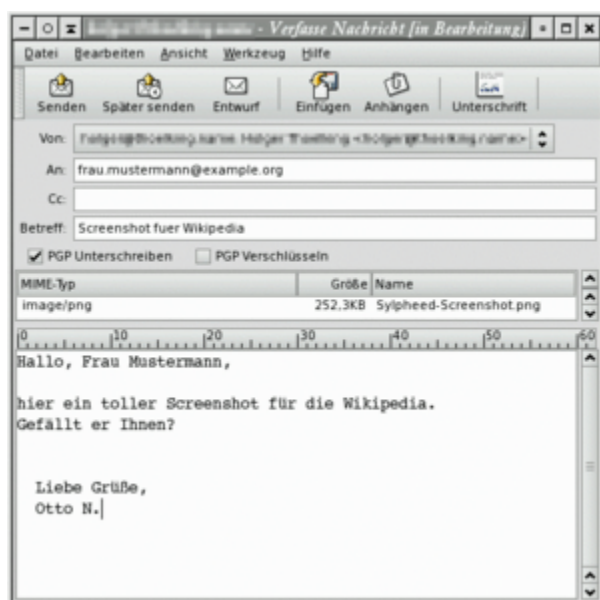 - Verfasse Nachricht [in Bearbeitung]
Datei Bearbeiten Ansicht Werkzeug Hilfe
Senden Später senden Entwurf Einfügen Anhängen Unterschrift
Von:
An: frau.mustermann@example.org
Cc:
Betreff: Screenshot fuer Wikipedia
PGP Unterschreiben PGP Verschlüsseln
MIME-Typ Größe Name
image/png 252,3KB Sylpheed-Screenshot.png
0 10 20 30 40 50 60
Hallo, Frau Mustermann,
hier ein toller Screenshot für die Wikipedia.
Gefällt er Ihnen?
Liebe Grüße,
Otto N.